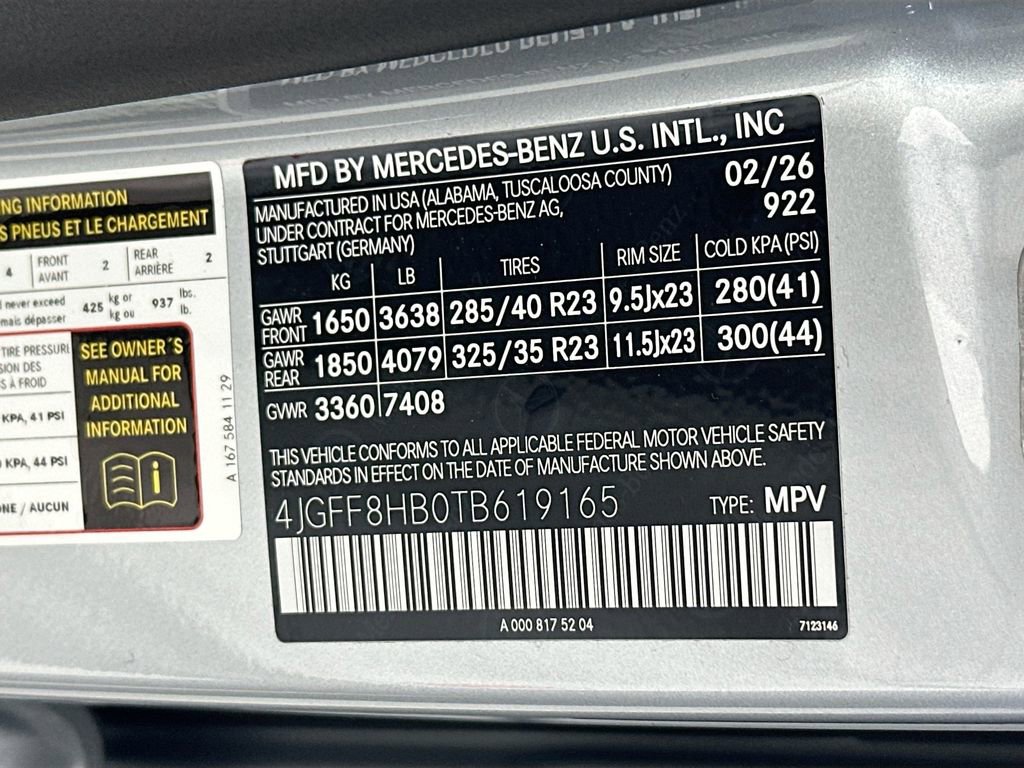 NG INFORMATION
S PNEUS ET LE CHARGEMENT
4 FRONT AVANT 2 REAR ARRIÈRE 2
never exceed 425 kg or 937 lbs.
mais dépasser kg ou lb.
TIRE PRESSURE
SION DES
S À FROID
KPA, 41 PSI
KPA, 44 PSI
NE / AUCUN
SEE OWNER´S
MANUAL FOR
ADDITIONAL
INFORMATION
A 167 584 11 29
MFD BY MERCEDES-BENZ U.S. INTL., INC
MANUFACTURED IN USA (ALABAMA, TUSCALOOSA COUNTY) 02/26
UNDER CONTRACT FOR MERCEDES-BENZ AG, 922
STUTTGART (GERMANY)
KG LB TIRES RIM SIZE COLD KPA (PSI)
GAWR FRONT 1650 3638 285/40 R23 9.5Jx23 280(41)
GAWR REAR 1850 4079 325/35 R23 11.5Jx23 300(44)
GVWR 3360 7408
THIS VEHICLE CONFORMS TO ALL APPLICABLE FEDERAL MOTOR VEHICLE SAFETY
STANDARDS IN EFFECT ON THE DATE OF MANUFACTURE SHOWN ABOVE.
4JGFF8HB0TB619165 TYPE: MPV
A 000 817 52 04 7123146